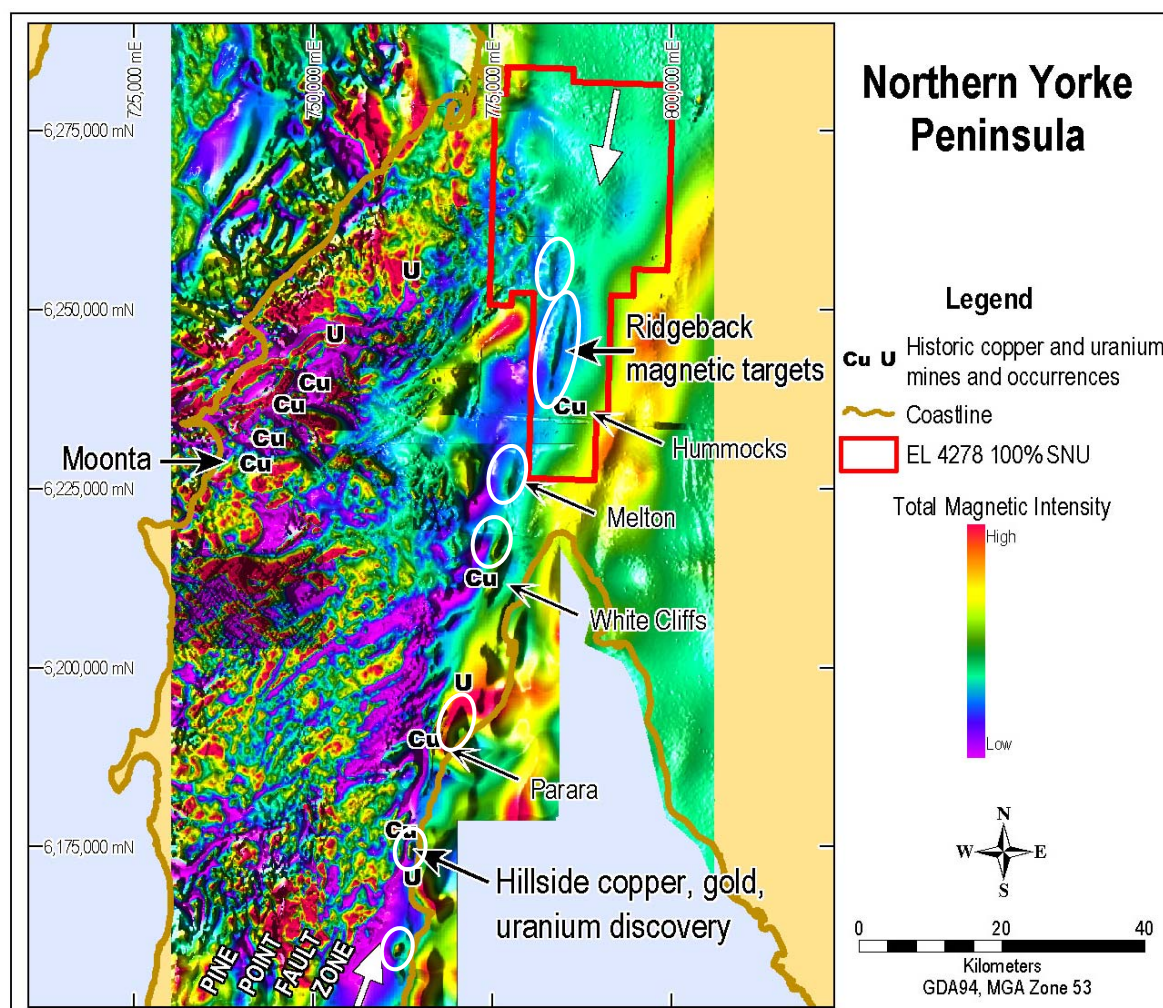 Northern Yorke
Peninsula
725,000 mE
750,000 mE
775,000 mE
800,000 mE
6,275,000 mN
6,250,000 mN
6,225,000 mN
6,200,000 mN
6,175,000 mN
U
U
Cu
Cu
Cu
Cu
Moonta
Ridgeback
magnetic targets
Cu
Hummocks
Melton
Cu
White Cliffs
U
Cu
Parara
Cu
U
Hillside copper, gold,
uranium discovery
PINE
POINT
FAULT
ZONE
Legend
Cu U Historic copper and uranium
mines and occurrences
Coastline
EL 4278 100% SNU
Total Magnetic Intensity
High
Low
N
W E
S
0 20 40
Kilometers
GDA94, MGA Zone 53